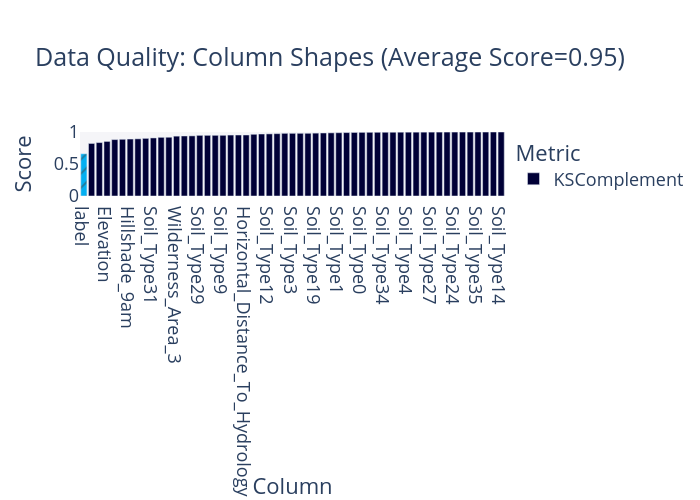 Data Quality: Column Shapes (Average Score=0.95)
Score
1
0.5
0
label
Elevation
Hillshade_9am
Soil_Type31
Wilderness_Area_3
Soil_Type29
Soil_Type9
Horizontal_Distance_To_Hydrology
Soil_Type12
Soil_Type3
Soil_Type19
Soil_Type1
Soil_Type0
Soil_Type34
Soil_Type4
Soil_Type27
Soil_Type24
Soil_Type35
Soil_Type14
Column
Metric
KSComplement